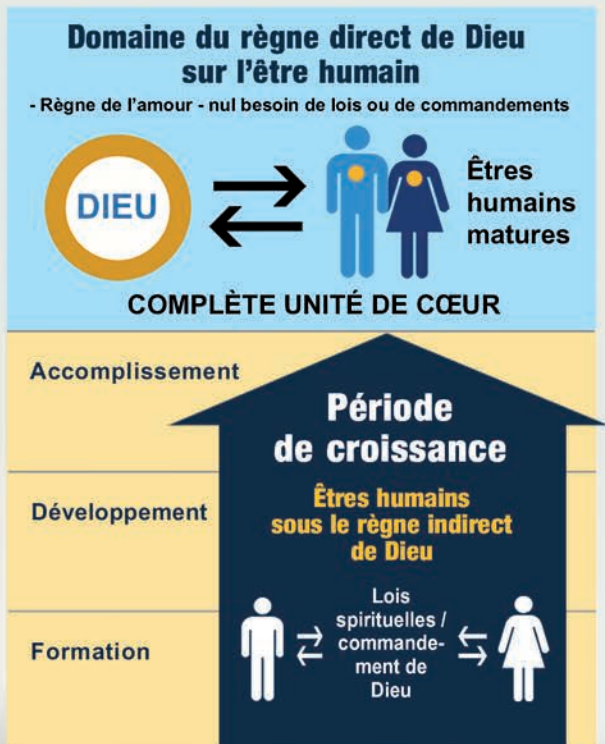 Domaine du règne direct de Dieu
sur l'être humain
- Règne de l'amour - nul besoin de lois ou de commandements
DIEU
Êtres
humains
matures
COMPLÈTE UNITÉ DE CŒUR
Accomplissement
Période
de croissance
Développement
Êtres humains
sous le règne indirect
de Dieu
Formation
Lois
spirituelles /
commande-
ment de
Dieu